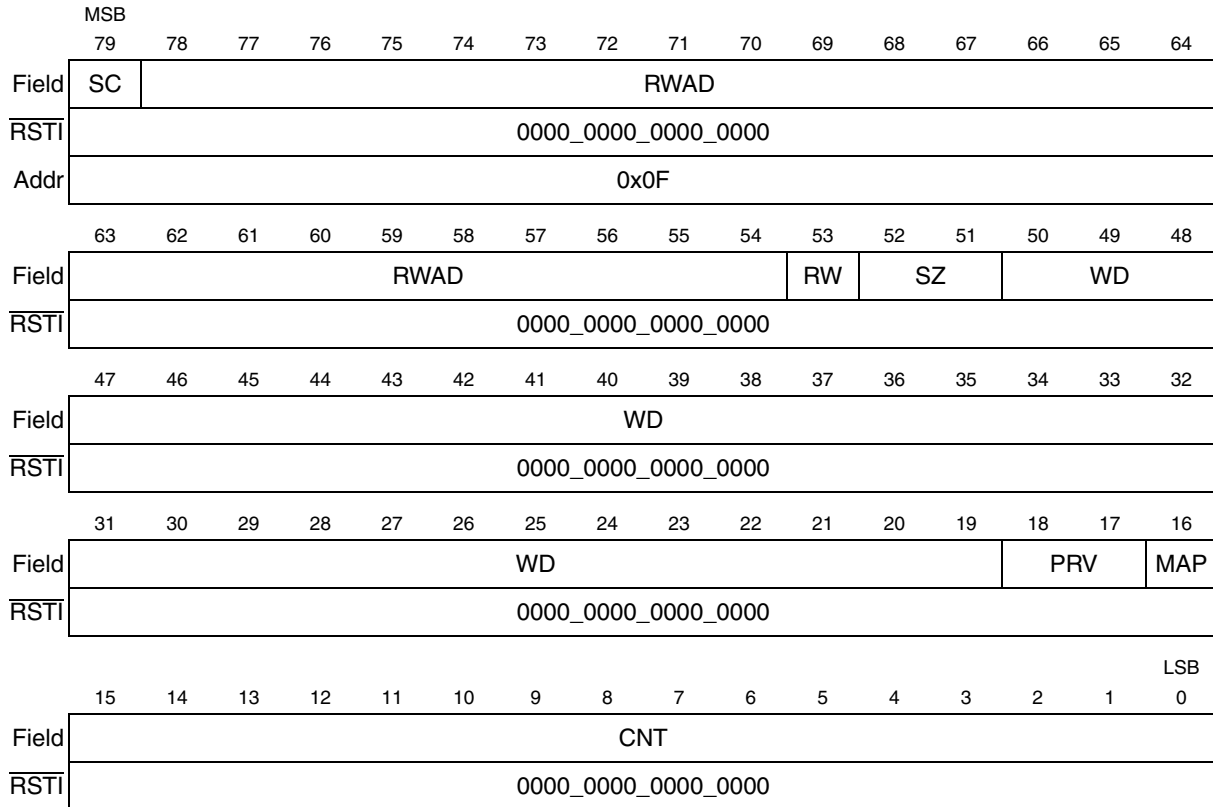 MSB
79 78 77 76 75 74 73 72 71 70 69 68 67 66 65 64
Field SC RWAD
RSTI 0000_0000_0000_0000
Addr 0x0F
63 62 61 60 59 58 57 56 55 54 53 52 51 50 49 48
Field RWAD RW SZ WD
RSTI 0000_0000_0000_0000
47 46 45 44 43 42 41 40 39 38 37 36 35 34 33 32
Field WD
RSTI 0000_0000_0000_0000
31 30 29 28 27 26 25 24 23 22 21 20 19 18 17 16
Field WD PRV MAP
RSTI 0000_0000_0000_0000
LSB
15 14 13 12 11 10 9 8 7 6 5 4 3 2 1 0
Field CNT
RSTI 0000_0000_0000_0000